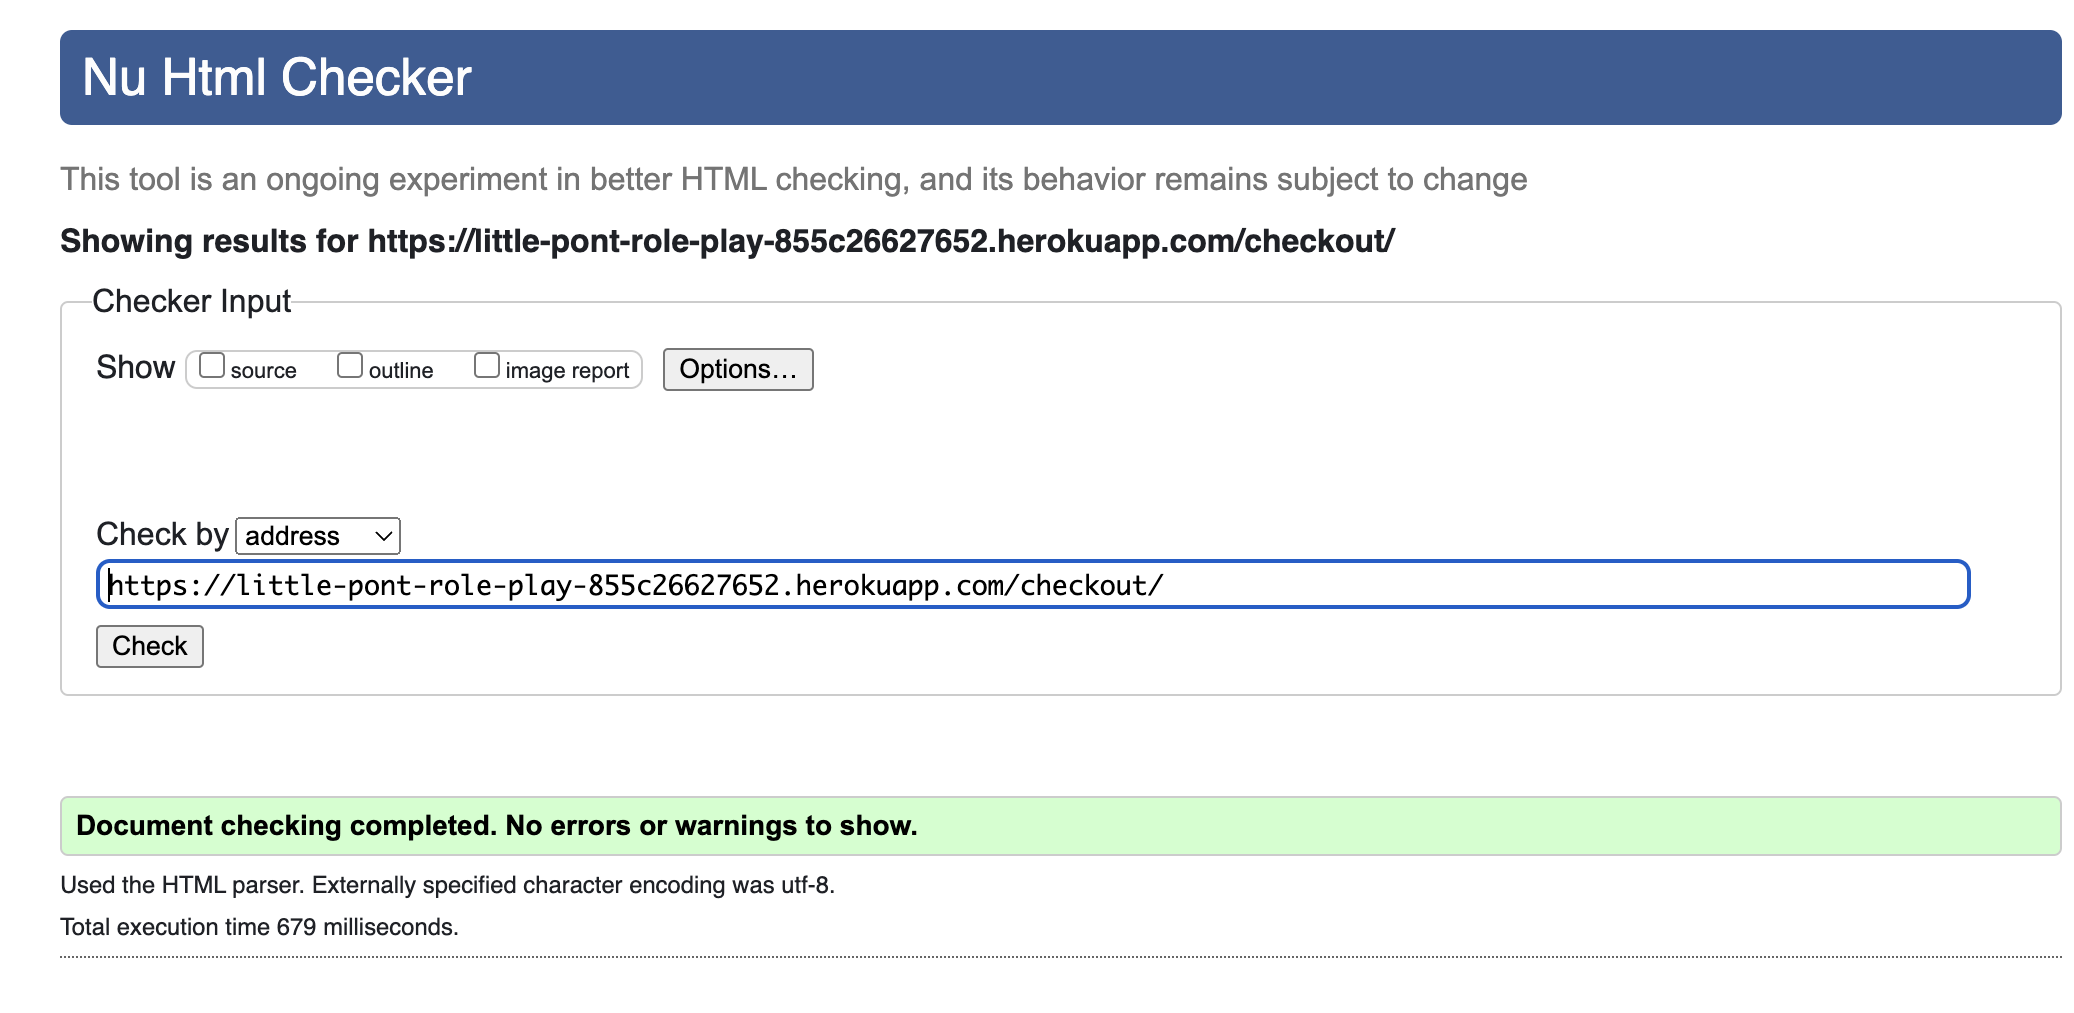 Nu Html Checker
This tool is an ongoing experiment in better HTML checking, and its behavior remains subject to change
Showing results for https://little-pont-role-play-855c26627652.herokuapp.com/checkout/
Checker Input
Show source outline image report Options...
Check by address
https://little-pont-role-play-855c26627652.herokuapp.com/checkout/
Check
Document checking completed. No errors or warnings to show.
Used the HTML parser. Externally specified character encoding was utf-8.
Total execution time 679 milliseconds.